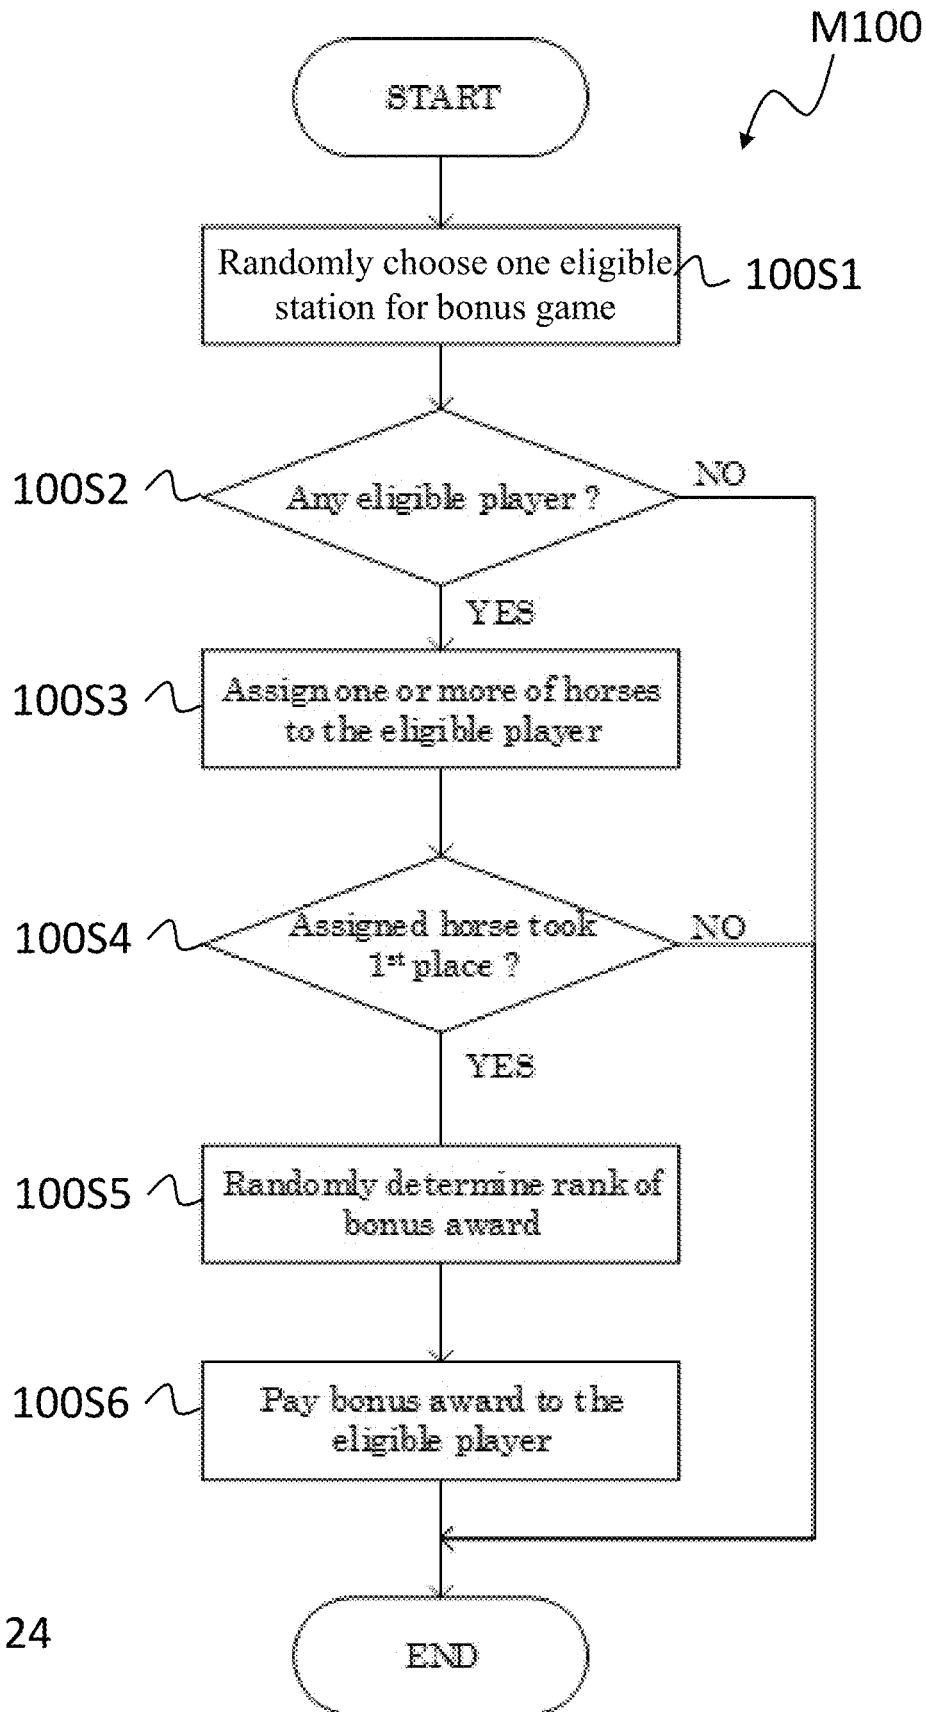 M100
START
Randomly choose one eligible
station for bonus game
100S1
100S2
Any eligible player ?
NO
YES
100S3
Assign one or more of horses
to the eligible player
100S4
Assigned horse took
1st place ?
NO
YES
100S5
Randomly determine rank of
bonus award
100S6
Pay bonus award to the
eligible player
24
END